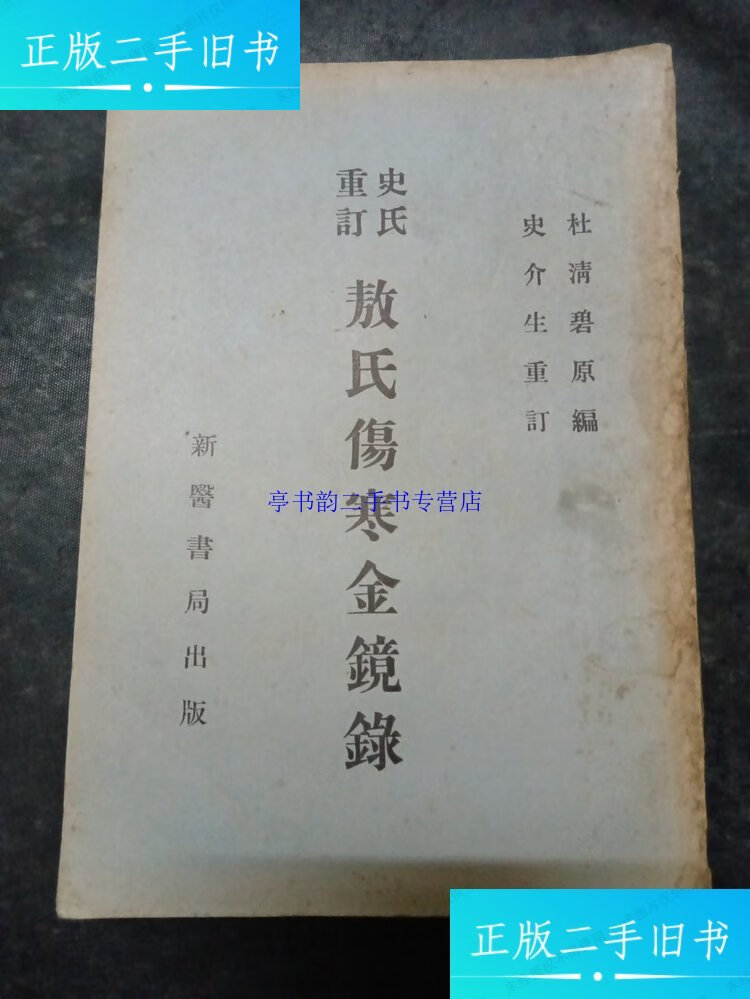 正版二手旧书
杜清碧原編
史介生重訂
史氏
重訂
敖氏傷寒金鏡錄
新醫書局出版
亭书韵二手书专营店
正版二手旧书